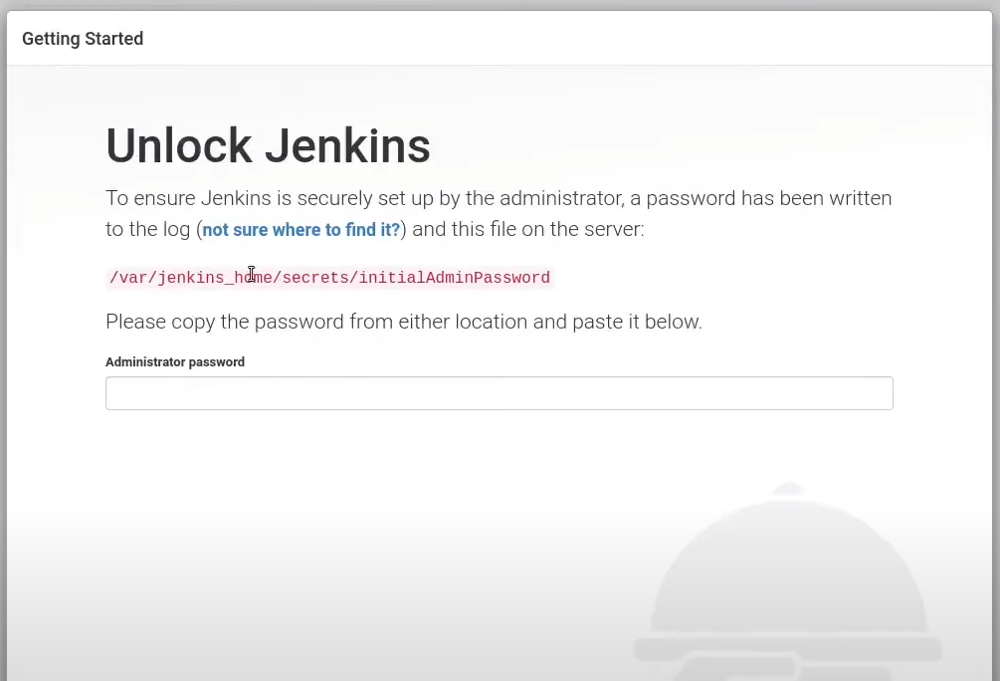 Getting Started
Unlock Jenkins
To ensure Jenkins is securely set up by the administrator, a password has been written
to the log (not sure where to find it?) and this file on the server:
/var/jenkins_home/secrets/initialAdminPassword
Please copy the password from either location and paste it below.
Administrator password